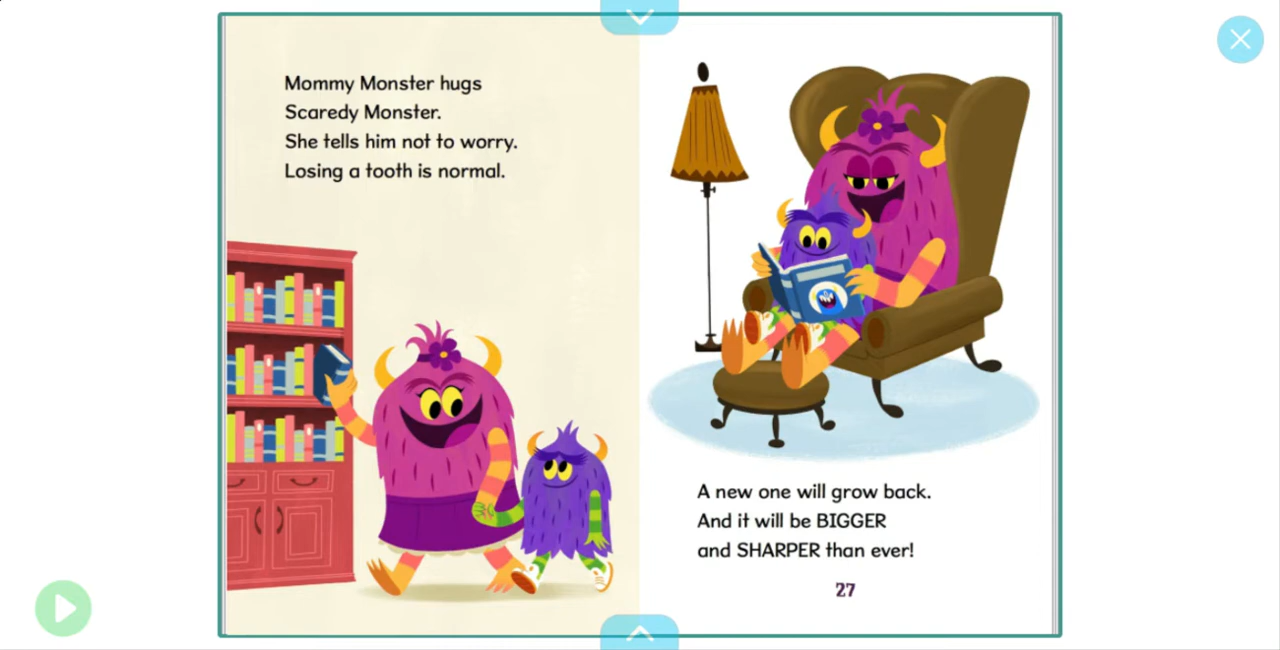 Mommy Monster hugs
Scaredy Monster.
She tells him not to worry.
Losing a tooth is normal.
A new one will grow back.
And it will be BIGGER
and SHARPER than ever!
27